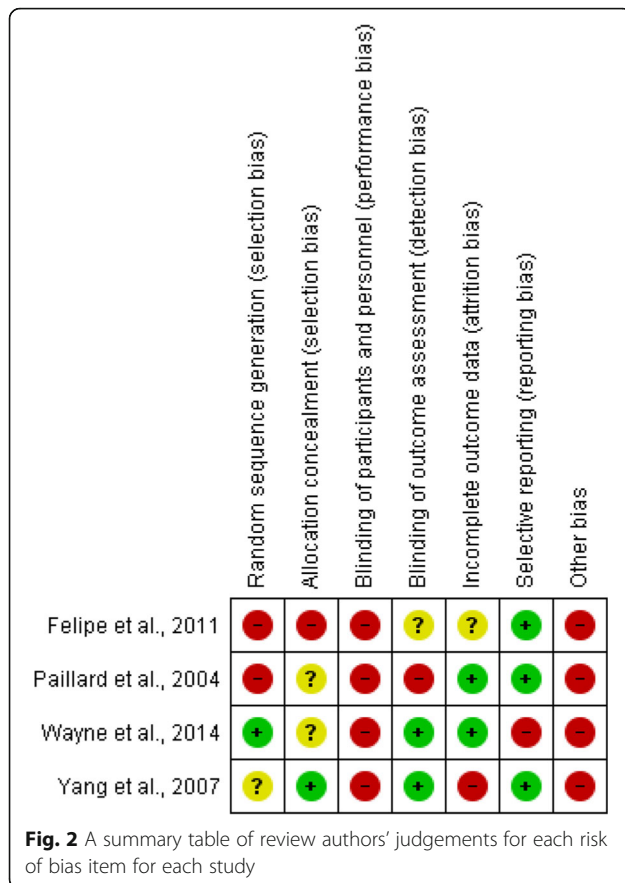 Random sequence generation (selection bias)
Allocation concealment (selection bias)
Blinding of participants and personnel (performance bias)
Blinding of outcome assessment (detection bias)
Incomplete outcome data (attrition bias)
Selective reporting (reporting bias)
Other bias
Felipe et al., 2011 - - - ? ? + -
Paillard et al., 2004 - ? - - + + -
Wayne et al., 2014 + ? - + + - -
Yang et al., 2007 ? + - + - + -
Fig. 2 A summary table of review authors' judgements for each risk
of bias item for each study